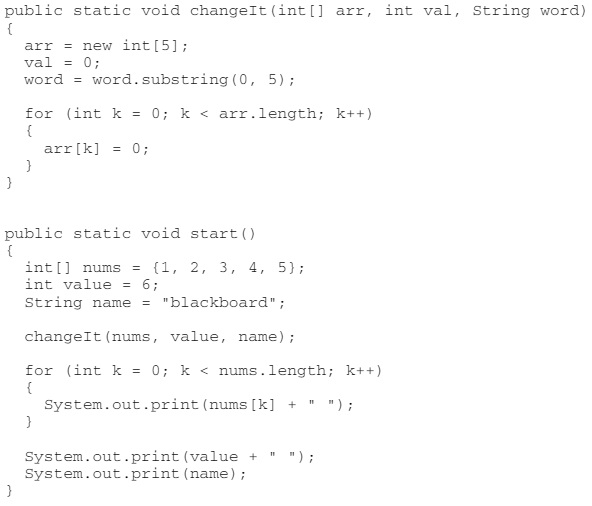 public static void changeIt(int[] arr, int val, String word)
{
  arr = new int[5];
  val = 0;
  word = word.substring(0, 5);

  for (int k = 0; k < arr.length; k++)
  {
    arr[k] = 0;
  }
}

public static void start()
{
  int[] nums = {1, 2, 3, 4, 5};
  int value = 6;
  String name = "blackboard";

  changeIt(nums, value, name);

  for (int k = 0; k < nums.length; k++)
  {
    System.out.print(nums[k] + " ");
  }

  System.out.print(value + " ");
  System.out.print(name);
}